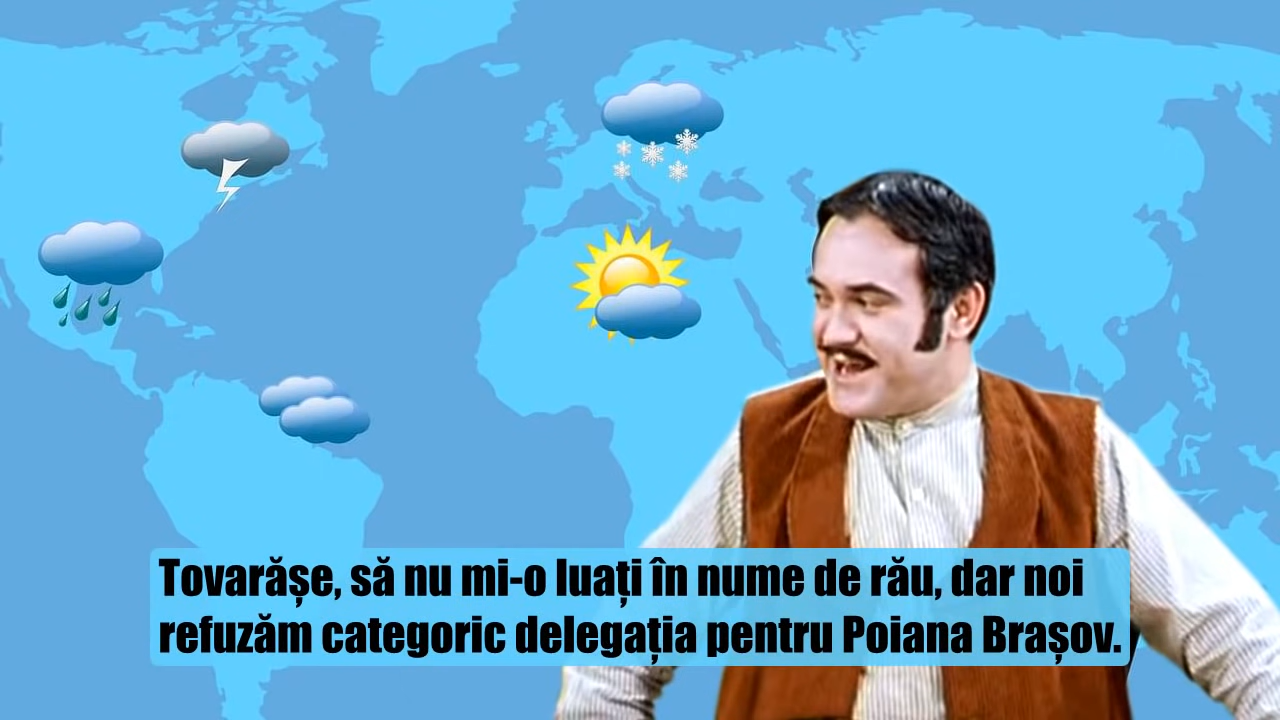 Tovarășe, să nu mi-o luați în nume de rău, dar noi
refuzăm categoric delegația pentru Poiana Brașov.